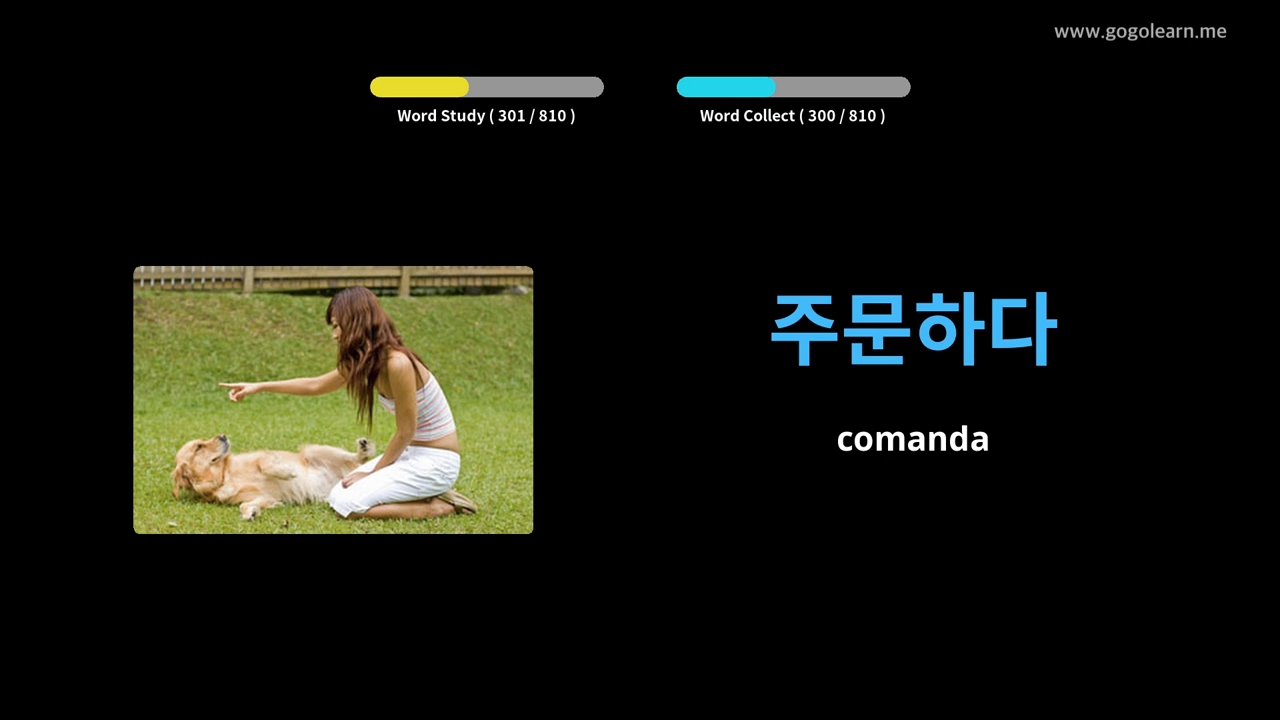 www.gogolearn.me
Word Study ( 301 / 810 )
Word Collect ( 300 / 810 )
주문하다
comanda